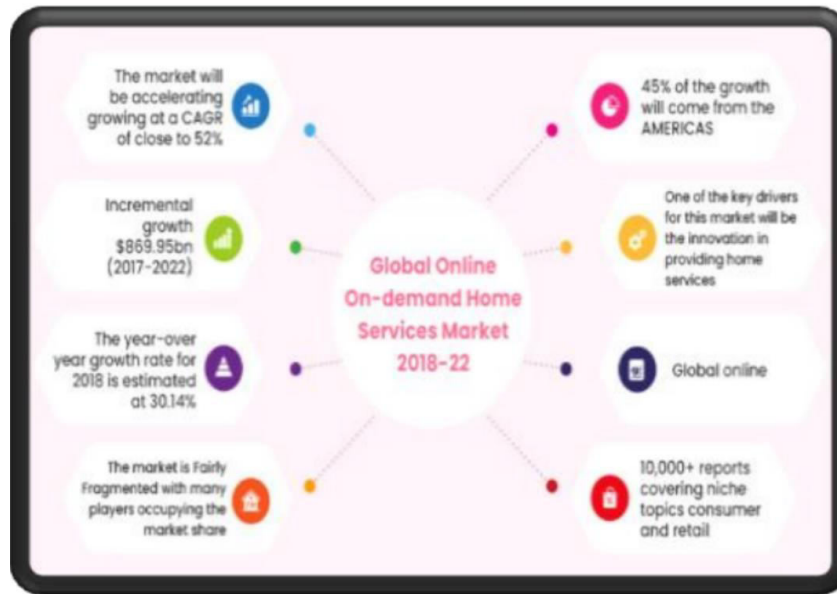 The market will
be accelerating
growing at a CAGR
of close to 52%
Incremental
growth
$869.95bn
(2017-2022)
The year-over
year growth rate for
2018 is estimated
at 30.14%
The market is Fairly
Fragmented with many
players occupying the
market share
Global Online
On-demand Home
Services Market
2018-22
45% of the growth
will come from the
AMERICAS
One of the key drivers
for this market will be
the innovation in
providing home
services
Global online
10,000+ reports
covering niche
topics consumer
and retail